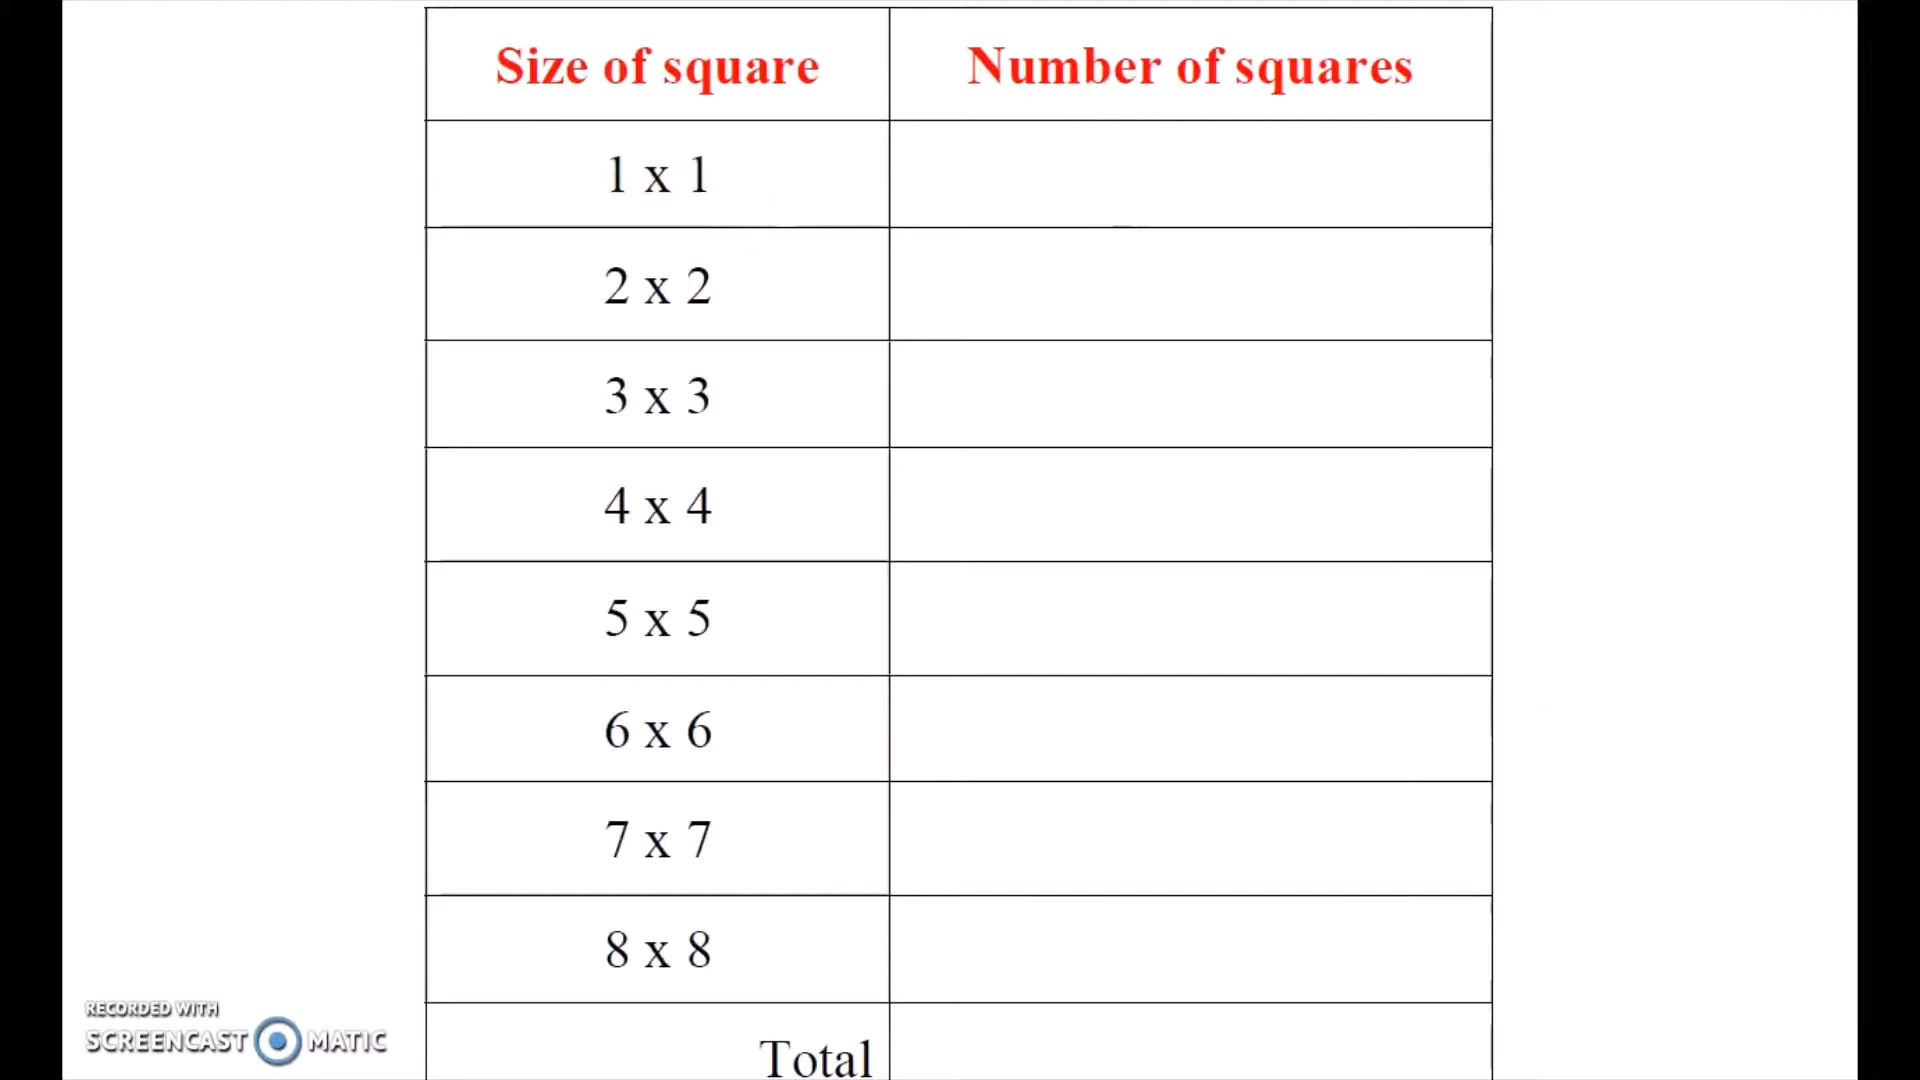 Size of square Number of squares
1 x 1
2 x 2
3 x 3
4 x 4
5 x 5
6 x 6
7 x 7
8 x 8
Total
RECORDED WITH
SCREENCAST MATIC